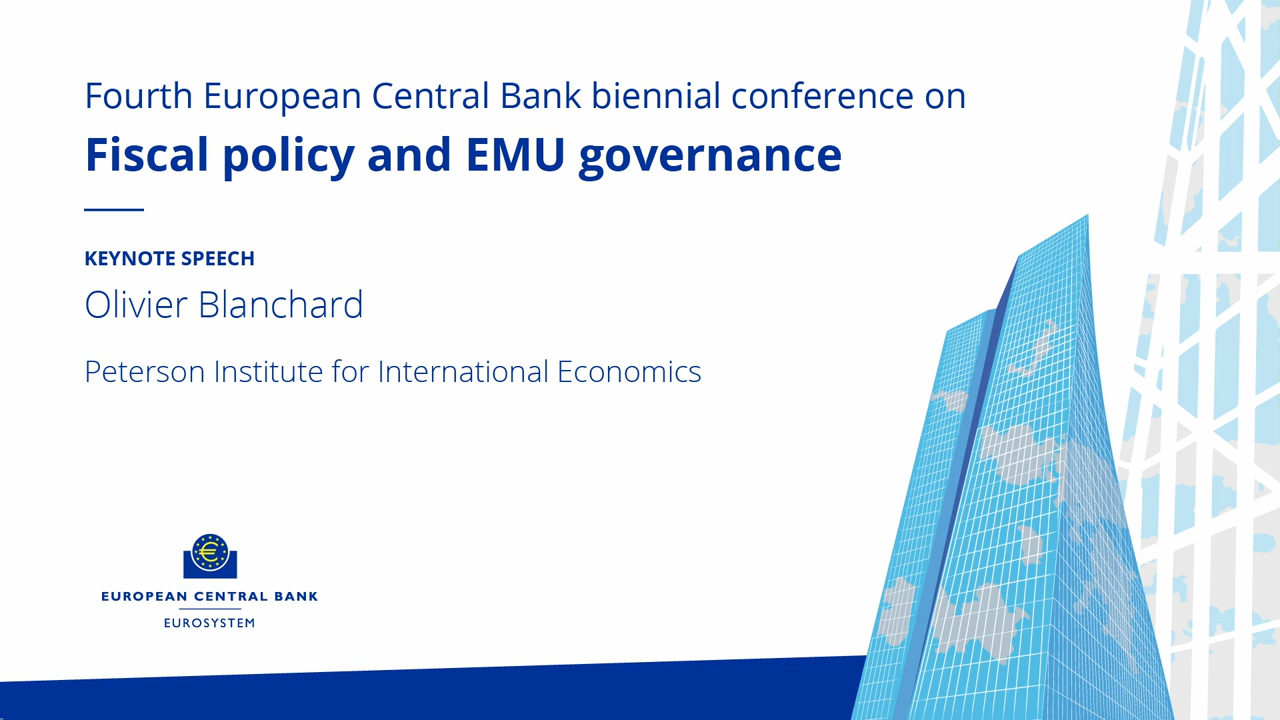 Fourth European Central Bank biennial conference on
Fiscal policy and EMU governance
KEYNOTE SPEECH
Olivier Blanchard
Peterson Institute for International Economics
€
EUROPEAN CENTRAL BANK
EUROSYSTEM